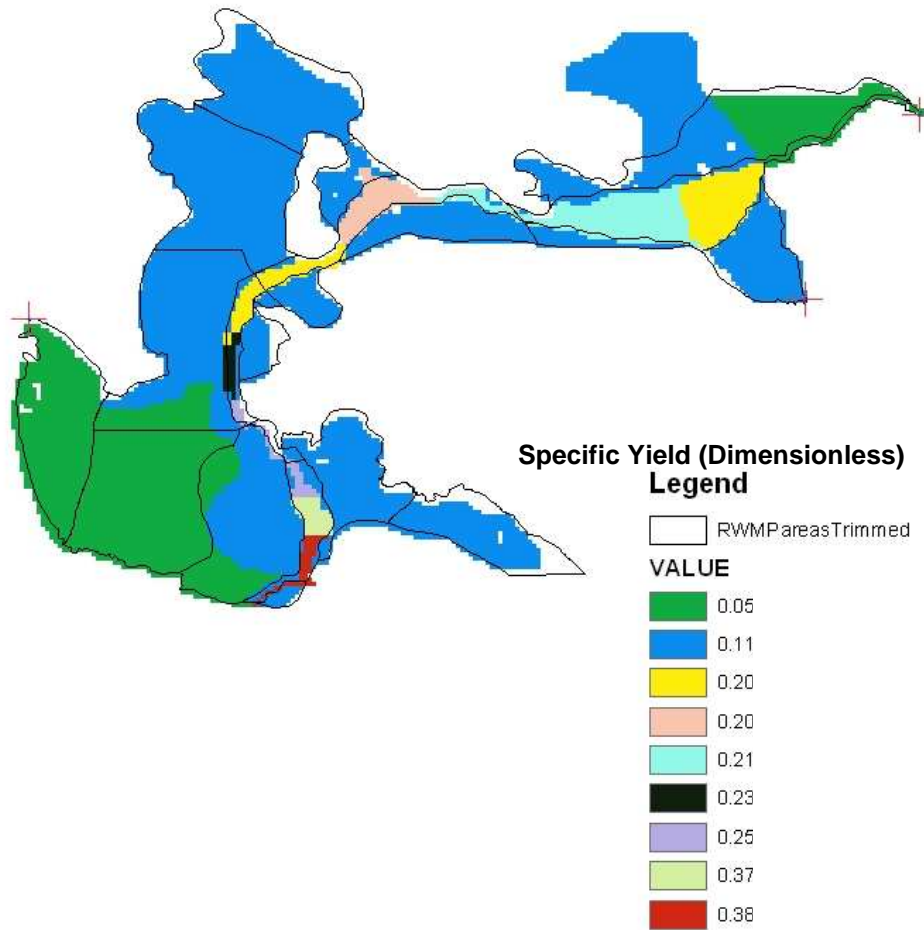 Specific Yield (Dimensionless)
Legend
RWMPareasTrimmed
VALUE
0.05
0.11
0.20
0.20
0.21
0.23
0.25
0.37
0.38